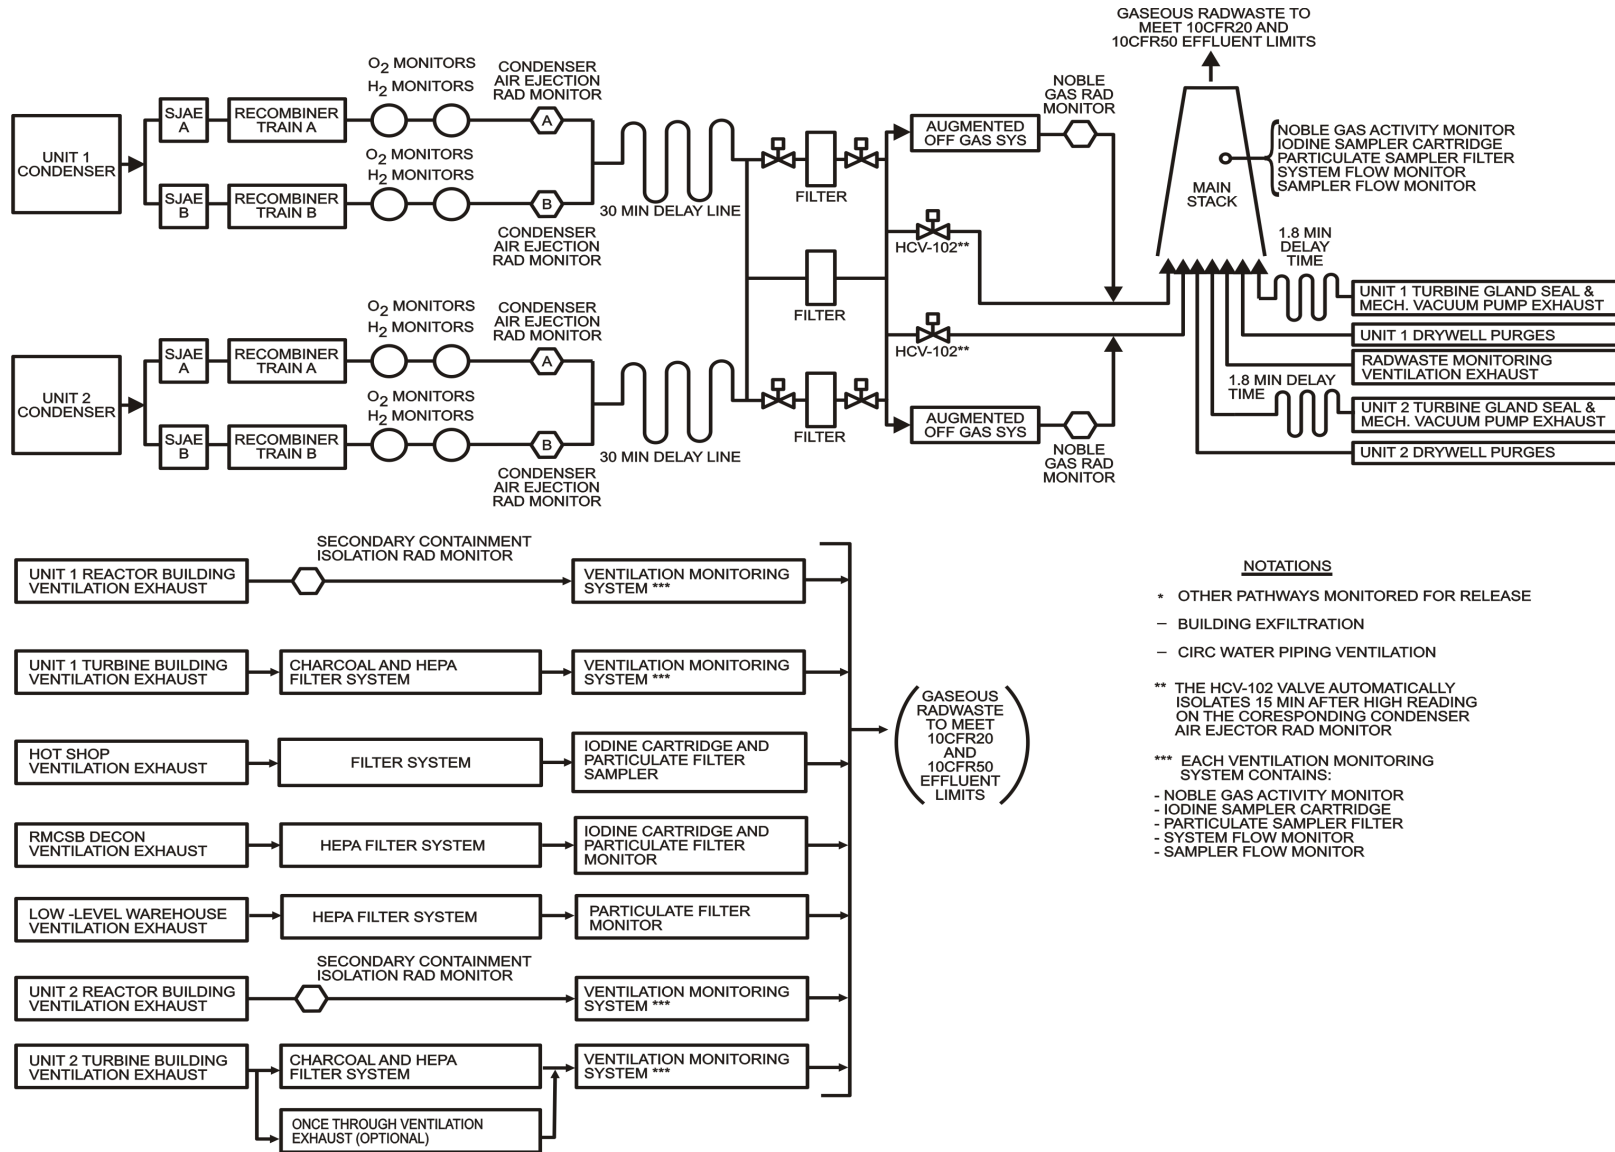 GASEOUS RADWASTE TO
MEET 10CFR20 AND
10CFR50 EFFLUENT LIMITS
O2 MONITORS
H2 MONITORS
CONDENSER
AIR EJECTION
RAD MONITOR
NOBLE
GAS RAD
MONITOR
UNIT 1
CONDENSER
SJAE
A
RECOMBINER
TRAIN A
A
O2 MONITORS
H2 MONITORS
SJAE
B
RECOMBINER
TRAIN B
B
CONDENSER
AIR EJECTION
RAD MONITOR
30 MIN DELAY LINE
FILTER
AUGMENTED
OFF GAS SYS
HCV-102**
FILTER
MAIN
STACK
NOBLE GAS ACTIVITY MONITOR
IODINE SAMPLER CARTRIDGE
PARTICULATE SAMPLER FILTER
SYSTEM FLOW MONITOR
SAMPLER FLOW MONITOR
1.8 MIN
DELAY
TIME
UNIT 1 TURBINE GLAND SEAL &
MECH. VACUUM PUMP EXHAUST
UNIT 1 DRYWELL PURGES
RADWASTE MONITORING
VENTILATION EXHAUST
1.8 MIN DELAY
TIME
UNIT 2 TURBINE GLAND SEAL &
MECH. VACUUM PUMP EXHAUST
UNIT 2 DRYWELL PURGES
O2 MONITORS
H2 MONITORS
CONDENSER
AIR EJECTION
RAD MONITOR
HCV-102**
UNIT 2
CONDENSER
SJAE
A
RECOMBINER
TRAIN A
A
O2 MONITORS
H2 MONITORS
SJAE
B
RECOMBINER
TRAIN B
B
CONDENSER
AIR EJECTION
RAD MONITOR
30 MIN DELAY LINE
FILTER
AUGMENTED
OFF GAS SYS
NOBLE
GAS RAD
MONITOR
SECONDARY CONTAINMENT
ISOLATION RAD MONITOR
UNIT 1 REACTOR BUILDING
VENTILATION EXHAUST
VENTILATION MONITORING
SYSTEM ***
UNIT 1 TURBINE BUILDING
VENTILATION EXHAUST
CHARCOAL AND HEPA
FILTER SYSTEM
VENTILATION MONITORING
SYSTEM ***
HOT SHOP
VENTILATION EXHAUST
FILTER SYSTEM
IODINE CARTRIDGE AND
PARTICULATE FILTER
SAMPLER
RMCSB DECON
VENTILATION EXHAUST
HEPA FILTER SYSTEM
IODINE CARTRIDGE AND
PARTICULATE FILTER
MONITOR
LOW -LEVEL WAREHOUSE
VENTILATION EXHAUST
HEPA FILTER SYSTEM
PARTICULATE FILTER
MONITOR
SECONDARY CONTAINMENT
ISOLATION RAD MONITOR
UNIT 2 REACTOR BUILDING
VENTILATION EXHAUST
VENTILATION MONITORING
SYSTEM ***
UNIT 2 TURBINE BUILDING
VENTILATION EXHAUST
CHARCOAL AND HEPA
FILTER SYSTEM
VENTILATION MONITORING
SYSTEM ***
ONCE THROUGH VENTILATION
EXHAUST (OPTIONAL)
GASEOUS
RADWASTE
TO MEET
10CFR20
AND
10CFR50
EFFLUENT
LIMITS
NOTATIONS
* OTHER PATHWAYS MONITORED FOR RELEASE
– BUILDING EXFILTRATION
– CIRC WATER PIPING VENTILATION
** THE HCV-102 VALVE AUTOMATICALLY
ISOLATES 15 MIN AFTER HIGH READING
ON THE CORESPONDING CONDENSER
AIR EJECTOR RAD MONITOR
*** EACH VENTILATION MONITORING
SYSTEM CONTAINS:
- NOBLE GAS ACTIVITY MONITOR
- IODINE SAMPLER CARTRIDGE
- PARTICULATE SAMPLER FILTER
- SYSTEM FLOW MONITOR
- SAMPLER FLOW MONITOR